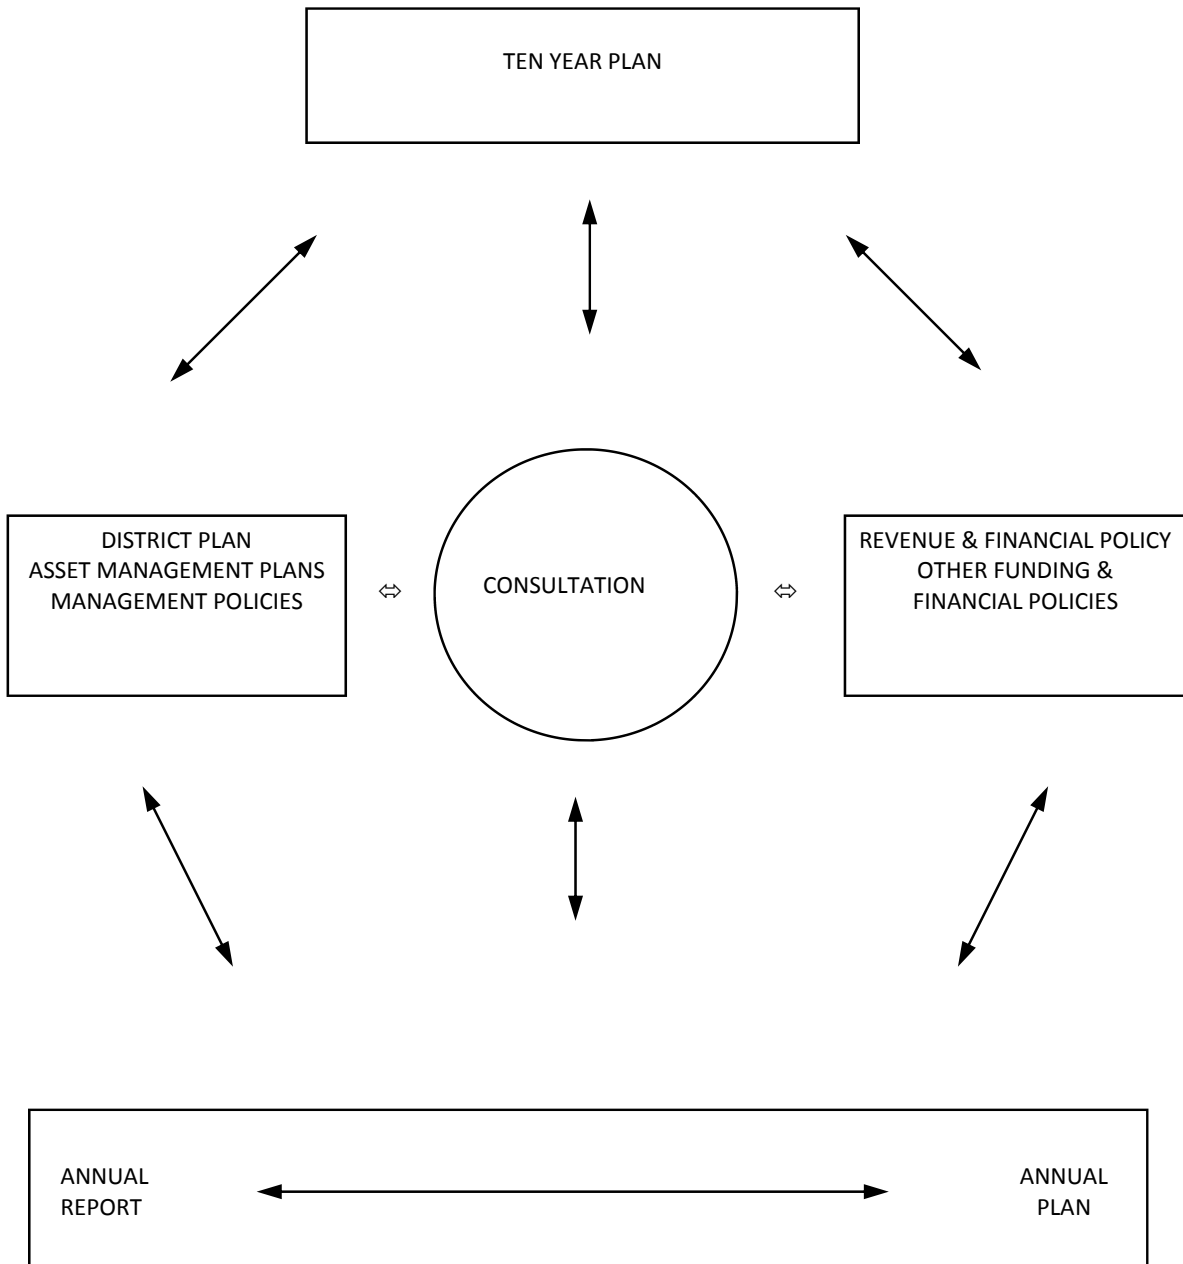 TEN YEAR PLAN
DISTRICT PLAN
ASSET MANAGEMENT PLANS
MANAGEMENT POLICIES
⬄
CONSULTATION
⬄
REVENUE & FINANCIAL POLICY
OTHER FUNDING &
FINANCIAL POLICIES
ANNUAL
REPORT
ANNUAL
PLAN